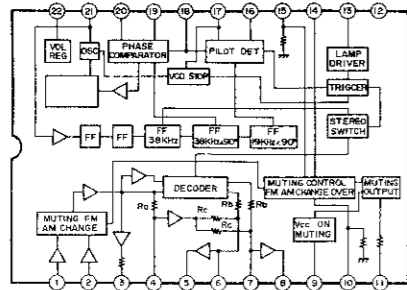 22 21 20 19 18 17 16 15 14 13 12
VOL REG
OSC
PHASE COMPARATOR
VCO STOP
PILOT DET
LAMP DRIVER
TRIGGER
STEREO SWITCH
FF
FF
FF 38KHz
FF 38KHz<90°
FF 19KHz<90°
MUTING FM AM CHANGE
DECODER
Ra
Rc
Rc
Rb
Rb
MUTING CONTROL FM AM CHANGE OVER
MUTING OUTPUT
Vcc ON MUTING
1 2 3 4 5 6 7 8 9 10 11